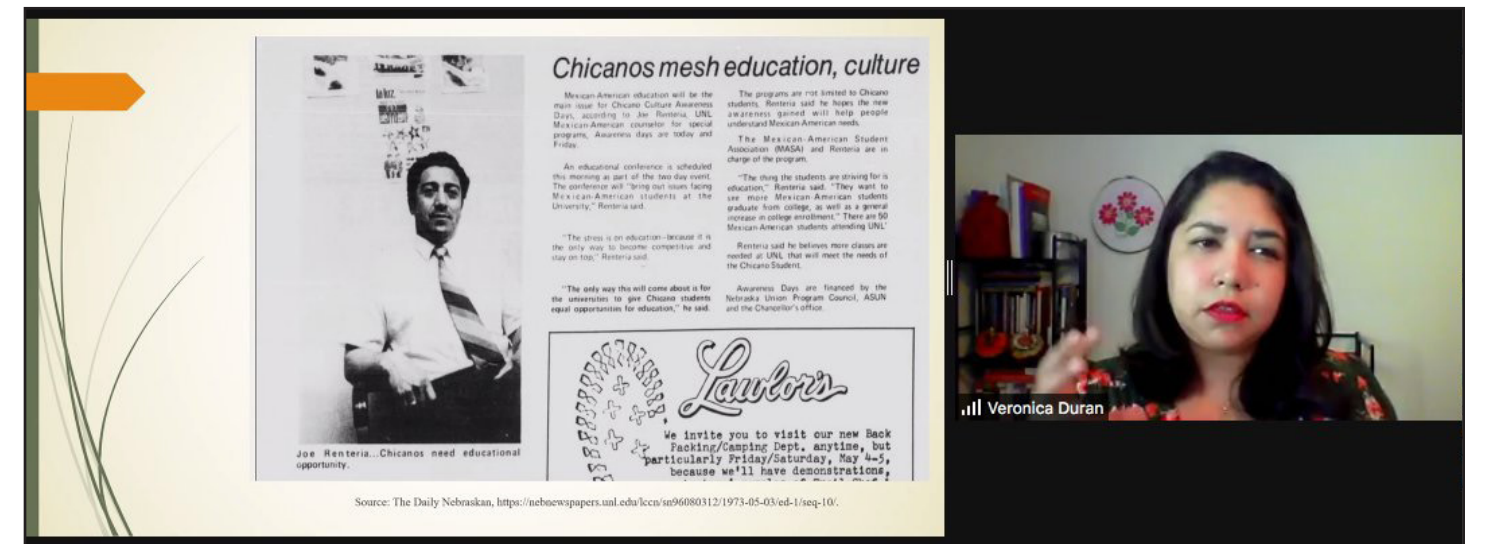 Chicanos mesh education, culture
Mexican-American education will be the
main issue for Chicano Culture Awareness
Days, according to Joe Renteria, UNL
Mexican-American counselor for special
programs, Awareness days are today and
Friday.
An educational conference is scheduled
this morning as part of the two day event.
The conference will "bring out issues facing
Mexican-American students at the
University," Renteria said.
"The stress is on education—because it is
the only way to become competitive and
stay on top," Renteria said.
"The only way this will come about is for
the universities to give Chicano students
equal opportunities for education," he said.
The programs are not limited to Chicano
students. Renteria said he hopes the new
awareness gained will help people
understand Mexican-American needs.
The Mexican-American Student
Association (MASA) and Renteria are in
charge of the program.
"The thing the students are striving for is
education," Renteria said. "They want to
see more Mexican-American students
graduate from college, as well as a general
increase in college enrollment." There are 50
Mexican-American students attending UNL'
Renteria said he believes more classes are
needed at UNL that will meet the needs of
the Chicano Student.
Awareness Days are financed by the
Nebraska Union Program Council, ASUN
and the Chancellor's office.
Joe Renteria...Chicanos need educational
opportunity.
Lawlor's
We invite you to visit our new Back
Packing/Camping Dept. anytime, but
particularly Friday/Saturday, May 4-5,
because we'll have demonstrations,
Source: The Daily Nebraskan, https://nebnewspapers.unl.edu/lccn/sn96080312/1973-05-03/ed-1/seq-10/.
Veronica Duran